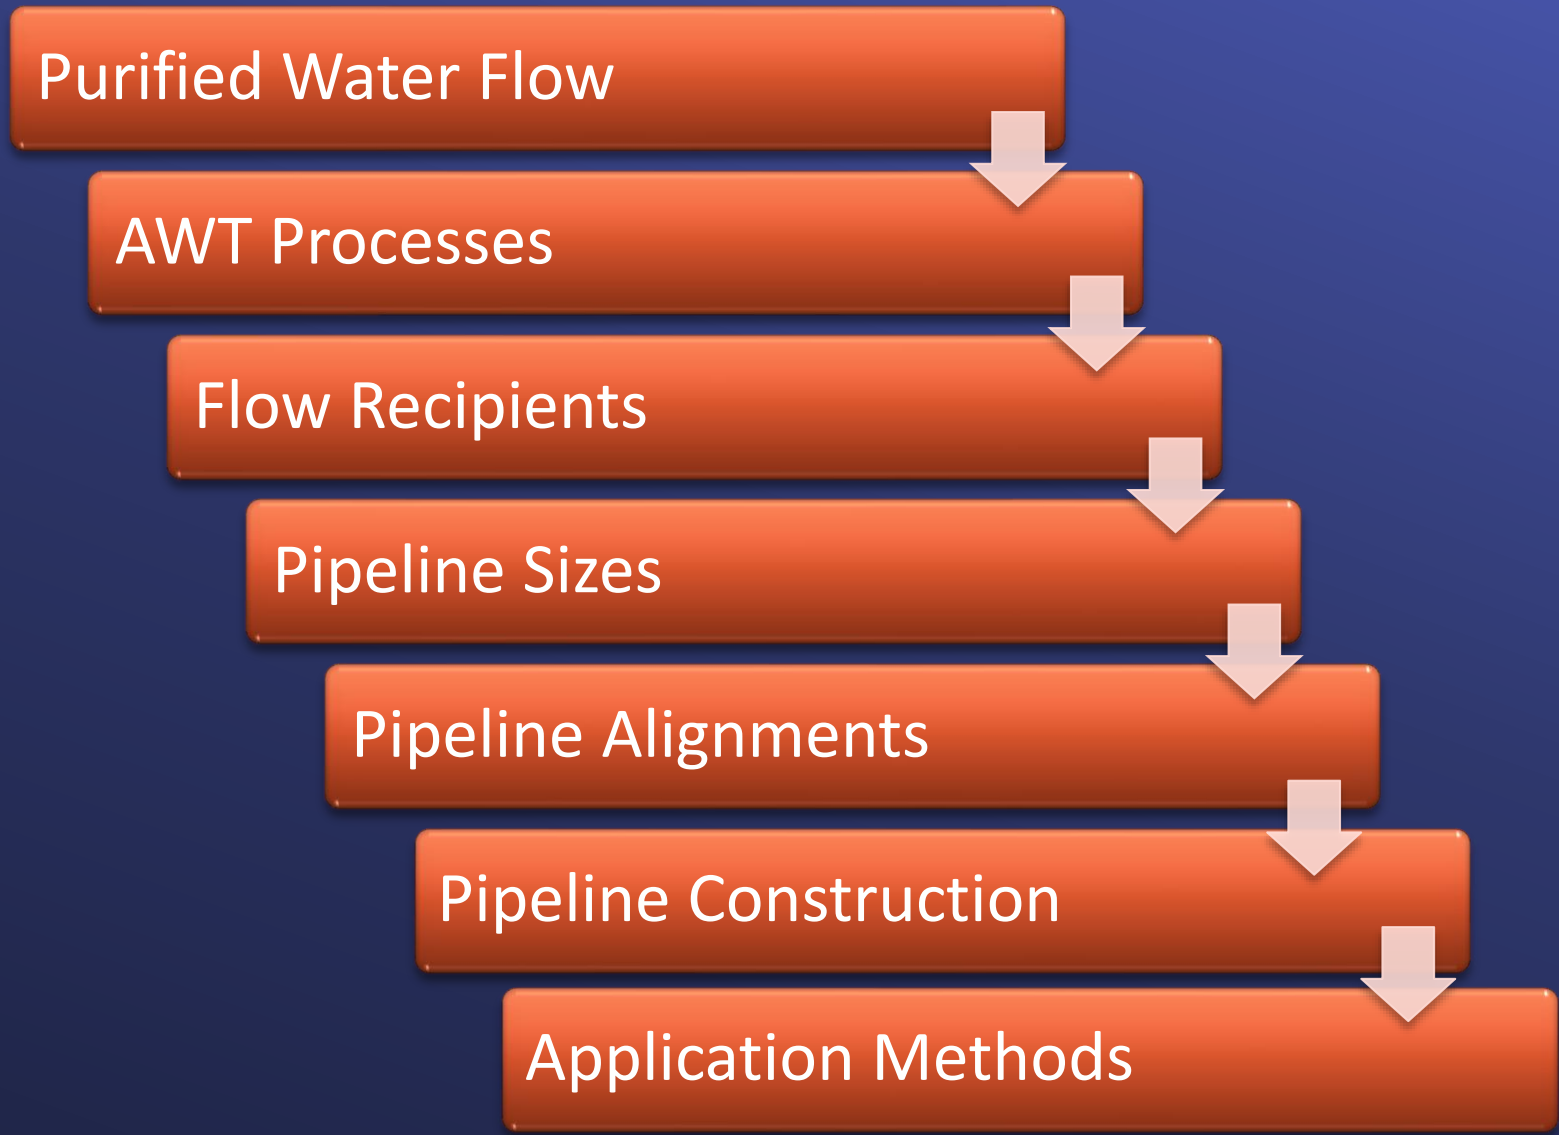 Purified Water Flow
AWT Processes
Flow Recipients
Pipeline Sizes
Pipeline Alignments
Pipeline Construction
Application Methods